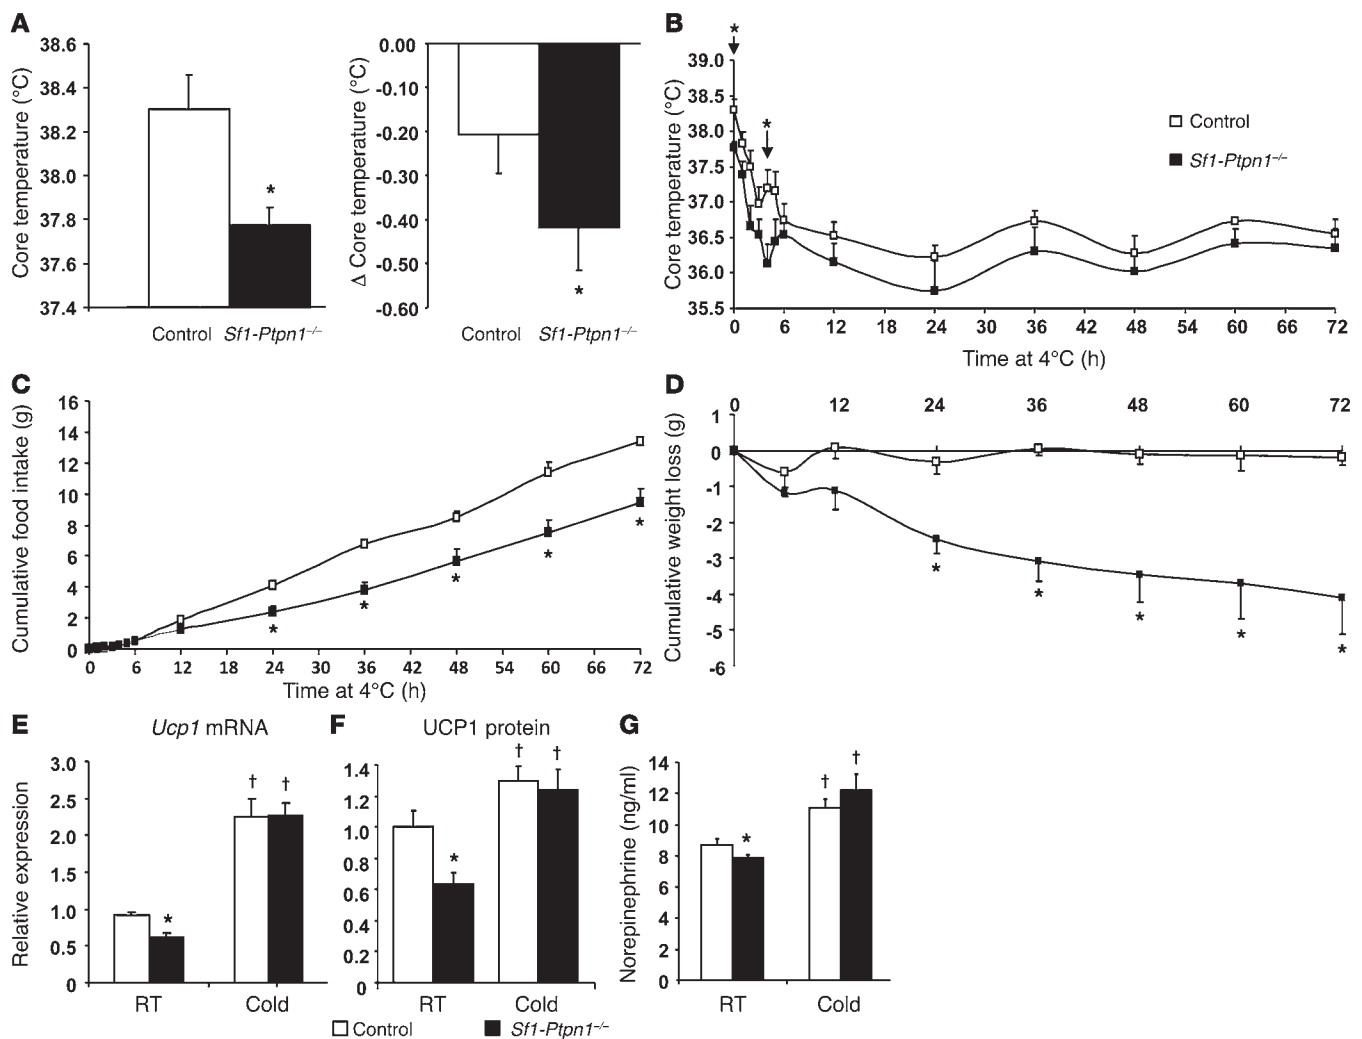 A
Core temperature (°C)
38.6
38.4
38.2
38.0
37.8
37.6
37.4
*
Control
Sf1-Ptpn1–/–
Δ Core temperature (°C)
0.00
-0.10
-0.20
-0.30
-0.40
-0.50
-0.60
*
Control
Sf1-Ptpn1–/–
B
Core temperature (°C)
39.0
38.5
38.0
37.5
37.0
36.5
36.0
35.5
*
*
Control
Sf1-Ptpn1–/–
0 6 12 18 24 30 36 42 48 54 60 66 72
Time at 4°C (h)
C
Cumulative food intake (g)
16
14
12
10
8
6
4
2
0
* * * * * *
0 6 12 18 24 30 36 42 48 54 60 66 72
Time at 4°C (h)
D
Cumulative weight loss (g)
0 12 24 36 48 60 72
1
0
-1
-2
-3
-4
-5
-6
* * * * *
E
Ucp1 mRNA
Relative expression
3.0
2.5
2.0
1.5
1.0
0.5
0
* † †
RT Cold
F
UCP1 protein
1.4
1.2
1.0
0.8
0.6
0.4
0.2
0
* † †
RT Cold
G
Norepinephrine (ng/ml)
14
12
10
8
6
4
2
0
* † †
RT Cold
Control Sf1-Ptpn1–/–